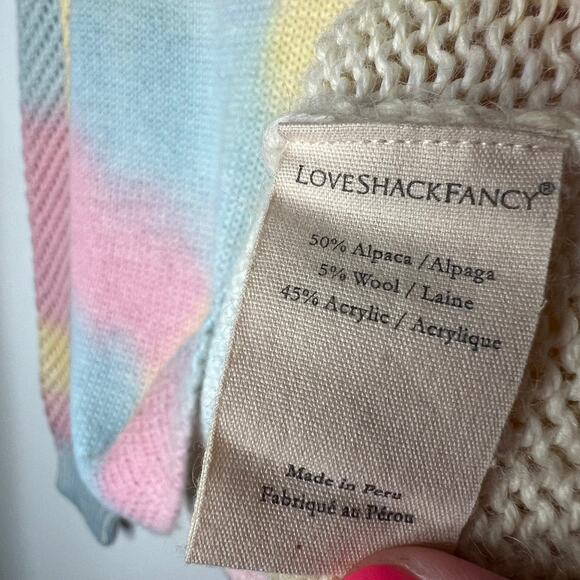 LOVESHACKFANCY®
50% Alpaca / Alpaga
5% Wool / Laine
45% Acrylic / Acrylique
Made in Peru
Fabriqué au Pérou